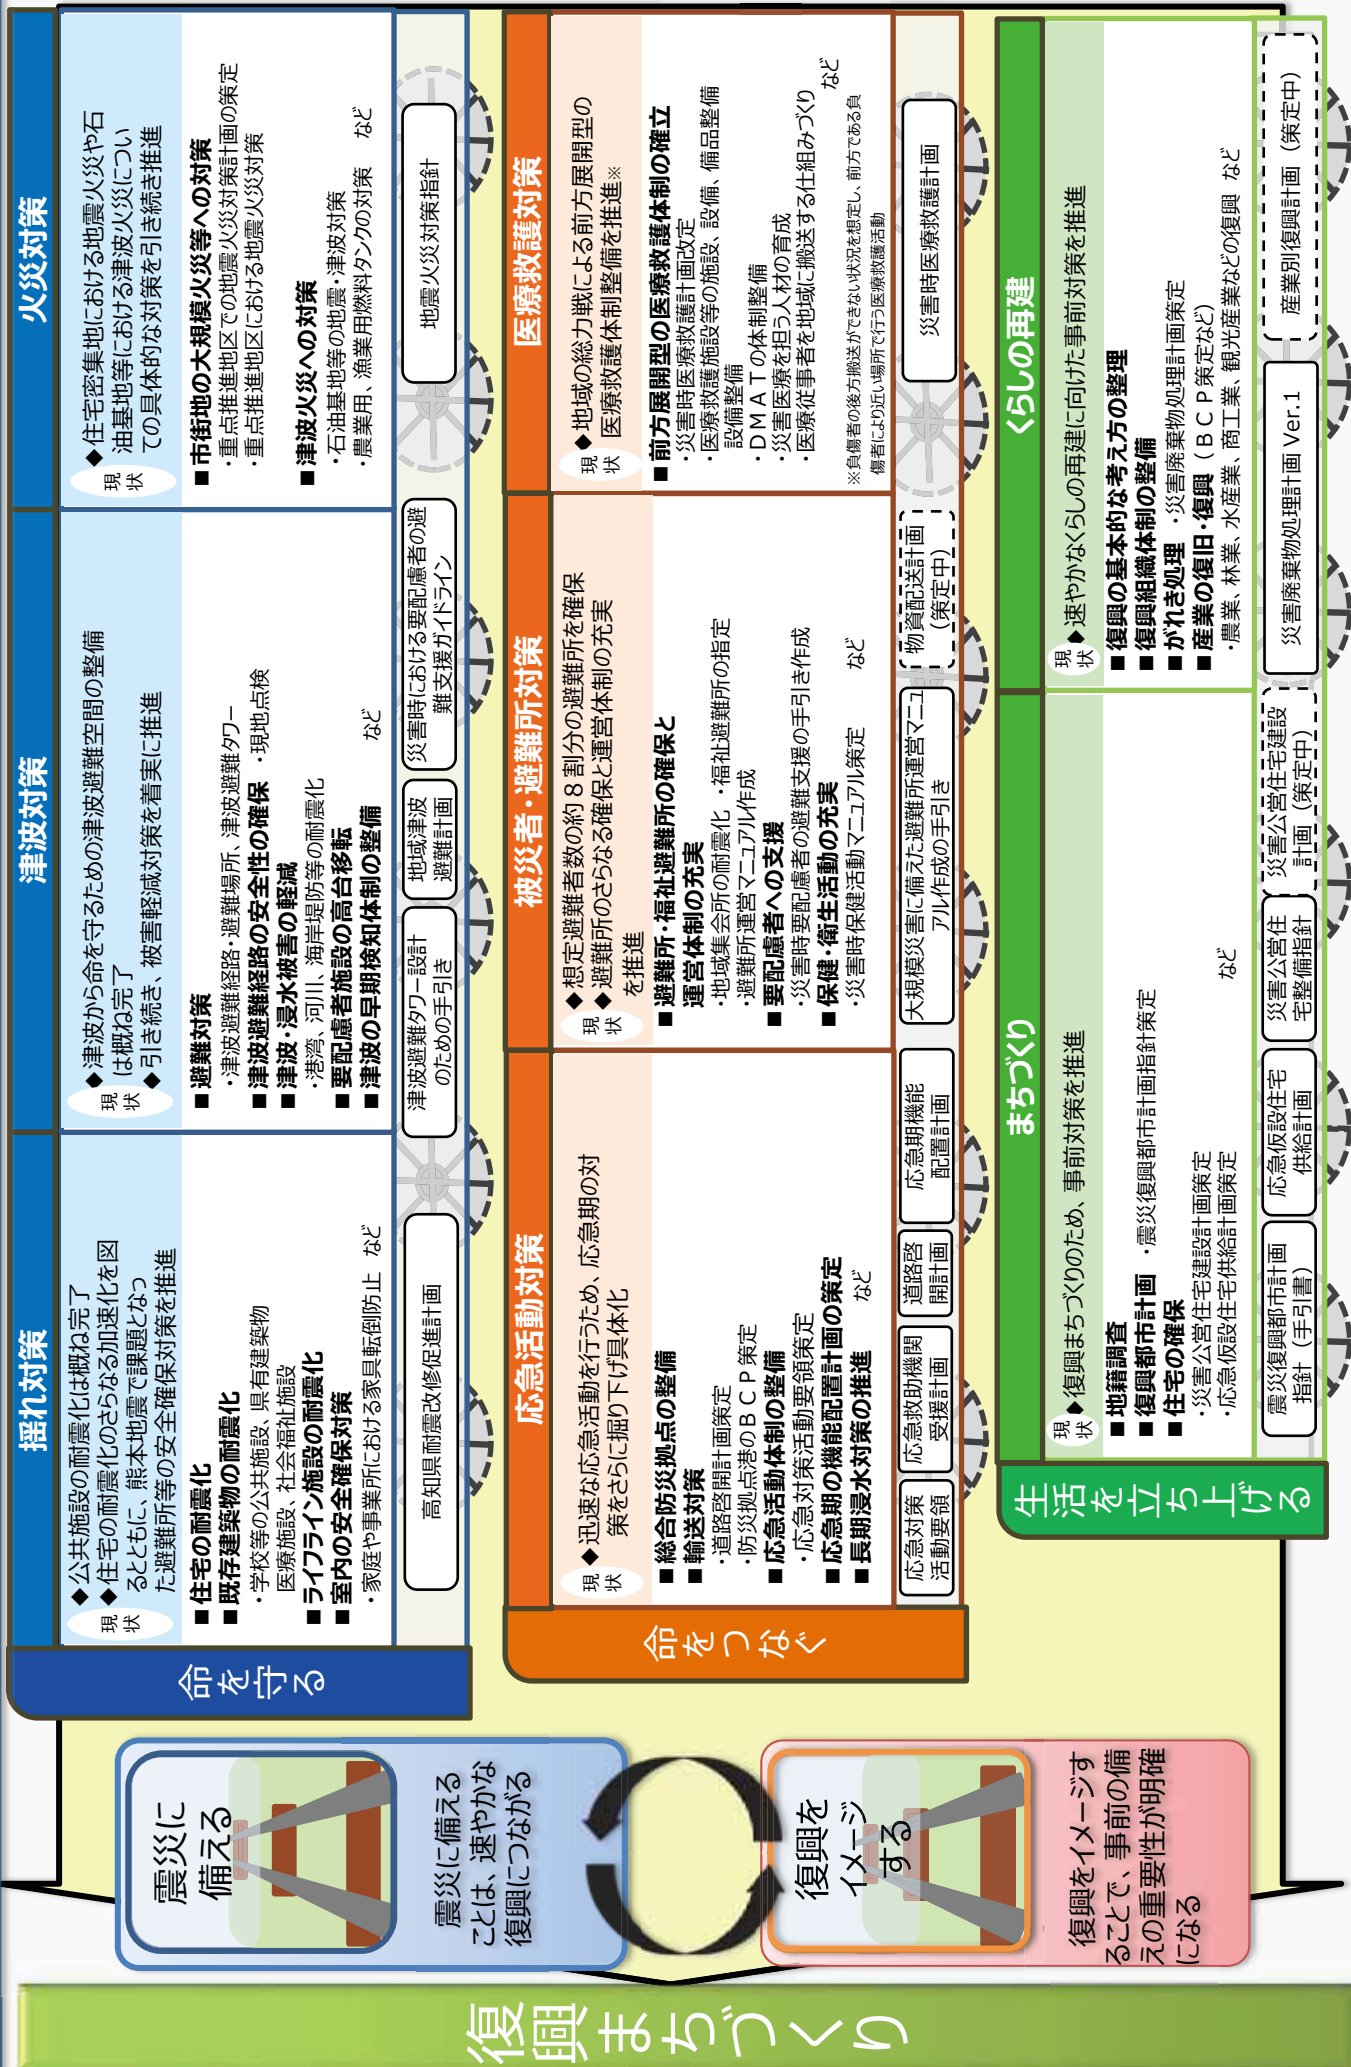 復興まちづくり
震災に
備える
震災に備える
ことは、速やかな
復興につながる
復興を
イメージ
する
復興をイメージす
ることで、事前の備
えの重要性が明確
になる
命を守る
揺れ対策
現
状
◆公共施設の耐震化は概ね完了
◆住宅の耐震化のさらなる加速化を図
るとともに、熊本地震で課題となっ
た避難所等の安全確保対策を推進
■住宅の耐震化
■既存建築物の耐震化
・学校等の公共施設、県有建築物
医療施設、社会福祉施設
■ライフライン施設の耐震化
■室内の安全確保対策
・家庭や事業所における家具転倒防止 など
高知県耐震改修促進計画
津波対策
現
状
◆津波から命を守るための津波避難空間の整備
は概ね完了
◆引き続き、被害軽減対策を着実に推進
■避難対策
・津波避難経路・避難場所、津波避難タワー
■津波避難経路の安全性の確保 ・現地点検
■津波・浸水被害の軽減
・港湾、河川、海岸堤防等の耐震化
■要配慮者施設の高台移転
■津波の早期検知体制の整備 など
津波避難タワー設計
のための手引き
地域津波
避難計画
災害時における要配慮者の避
難支援ガイドライン
火災対策
現
状
◆住宅密集地における地震火災や石
油基地等における津波火災につい
ての具体的な対策を引き続き推進
■市街地の大規模火災等への対策
・重点推進地区での地震火災対策計画の策定
・重点推進地区における地震火災対策
■津波火災への対策
・石油基地等の地震・津波対策
・農業用、漁業用燃料タンクの対策 など
地震火災対策指針
命をつなぐ
応急活動対策
現
状
◆迅速な応急活動を行うため、応急期の対
策をさらに掘り下げ具体化
■総合防災拠点の整備
■輸送対策
・道路啓開計画策定
・防災拠点港のBCP策定
■応急活動体制の整備
・応急対策活動要領策定
■応急期の機能配置計画の策定
■長期浸水対策の推進 など
応急対策
活動要領
応急救助機関
受援計画
道路啓
開計画
応急期機能
配置計画
被災者・避難所対策
現
状
◆想定避難者数の約８割分の避難所を確保
◆避難所のさらなる確保と運営体制の充実
を推進
■避難所・福祉避難所の確保と
運営体制の充実
・地域集会所の耐震化 ・福祉避難所の指定
・避難所運営マニュアル作成
■要配慮者への支援
・災害時要配慮者の避難支援の手引き作成
■保健・衛生活動の充実
・災害時保健活動マニュアル策定 など
大規模災害に備えた避難所運営マニュ
アル作成の手引き
物資配送計画
（策定中）
医療救護対策
現
状
◆地域の総力戦による前方展開型の
医療救護体制整備を推進※
■前方展開型の医療救護体制の確立
・災害時医療救護計画改定
・医療救護施設等の施設、設備、備品整備
設備整備
・DMATの体制整備
・災害医療を担う人材の育成
・医療従事者を地域に搬送する仕組みづくり
など
※負傷者の後方搬送ができない状況を想定し、前方である負
傷者により近い場所で行う医療救護活動
災害時医療救護計画
生活を立ち上げる
まちづくり
現
状
◆復興まちづくりのため、事前対策を推進
■地籍調査
■復興都市計画 ・震災復興都市計画指針策定
■住宅の確保
・災害公営住宅建設計画策定
・応急仮設住宅供給計画策定 など
震災復興都市計画
指針（手引書）
応急仮設住宅
供給計画
災害公営住
宅整備指針
災害公営住宅建設
計画（策定中）
くらしの再建
現
状
◆速やかなくらしの再建に向けた事前対策を推進
■復興の基本的な考え方の整理
■復興組織体制の整備
■がれき処理 ・災害廃棄物処理計画策定
■産業の復旧・復興（BCP策定など）
・農業、林業、水産業、商工業、観光産業などの復興 など
災害廃棄物処理計画 Ver.1
産業別復興計画（策定中）